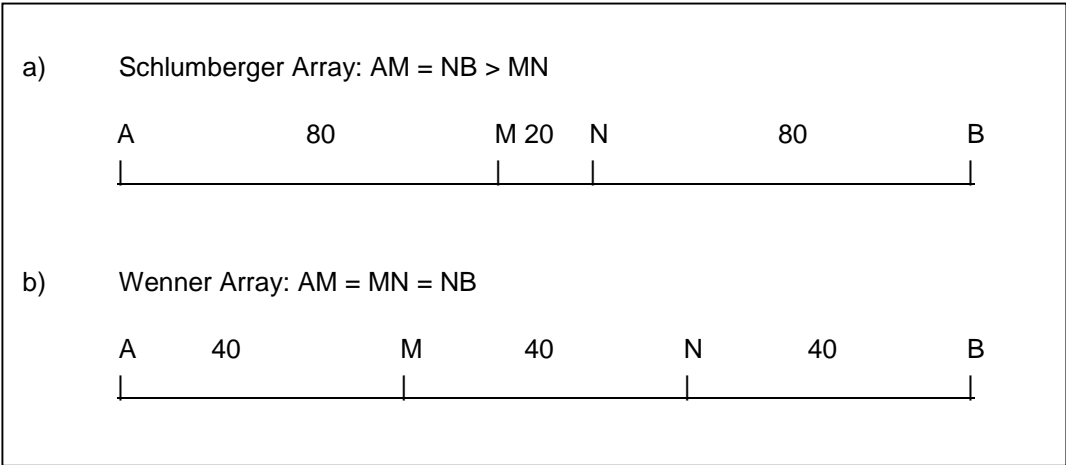 a) Schlumberger Array: AM = NB > MN
A 80 M 20 N 80 B
b) Wenner Array: AM = MN = NB
A 40 M 40 N 40 B